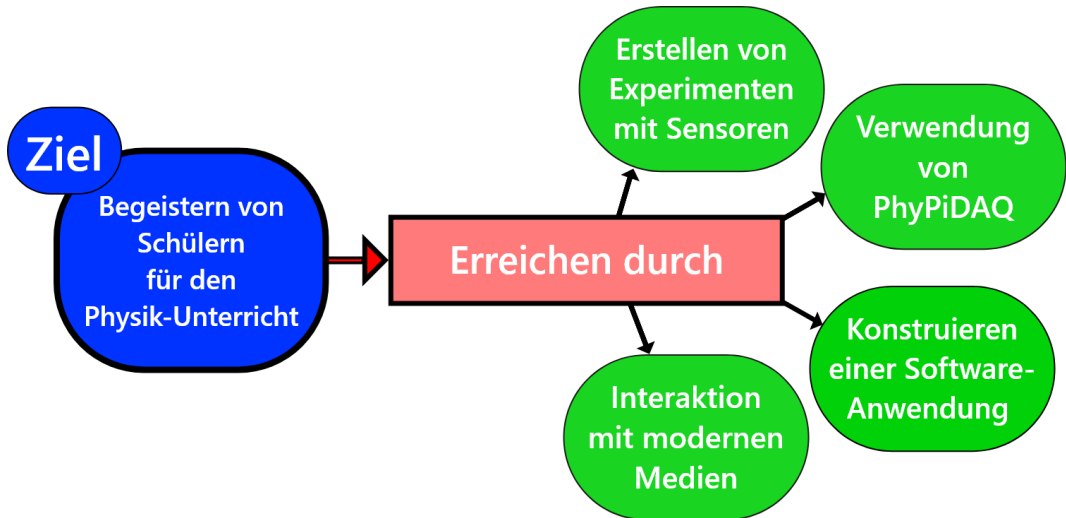 Ziel
Begeistern von
Schülern
für den
Physik-Unterricht
Erreichen durch
Erstellen von
Experimenten
mit Sensoren
Verwendung
von
PhyPiDAQ
Konstruieren
einer Software-
Anwendung
Interaktion
mit modernen
Medien